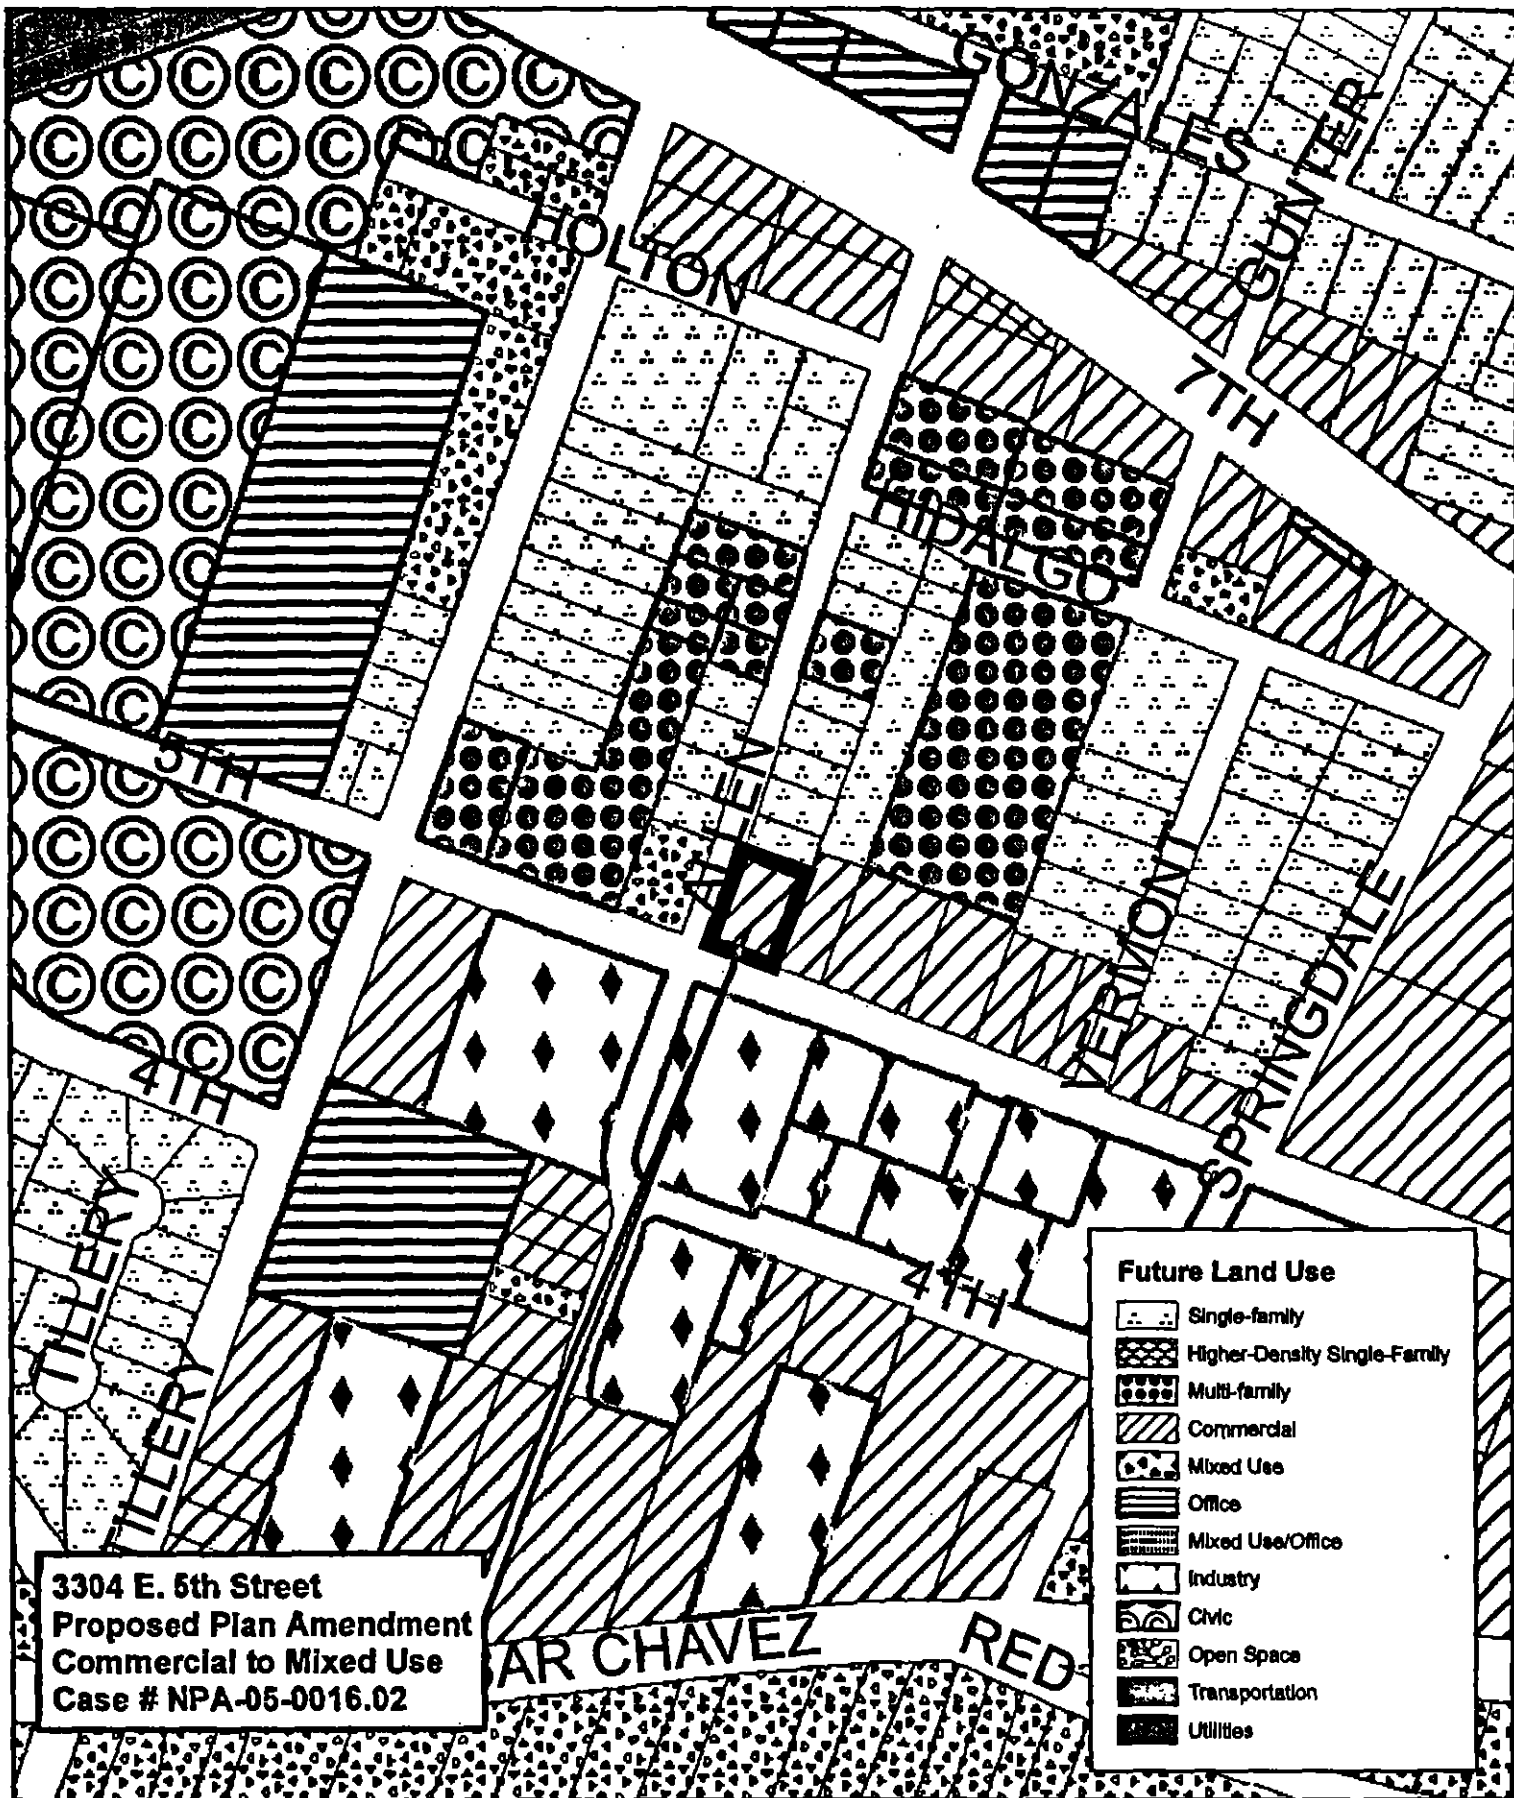 GONZALES
GUNTER
HOLTON
7TH
HIDALGO
5TH
ALLEN
VERMONT
SPRINGDALE
4TH
TILLERY
4TH
TILLERY
AR CHAVEZ
RED
3304 E. 5th Street
Proposed Plan Amendment
Commercial to Mixed Use
Case # NPA-05-0016.02
Future Land Use
Single-family
Higher-Density Single-Family
Multi-family
Commercial
Mixed Use
Office
Mixed Use/Office
Industry
Civic
Open Space
Transportation
Utilities